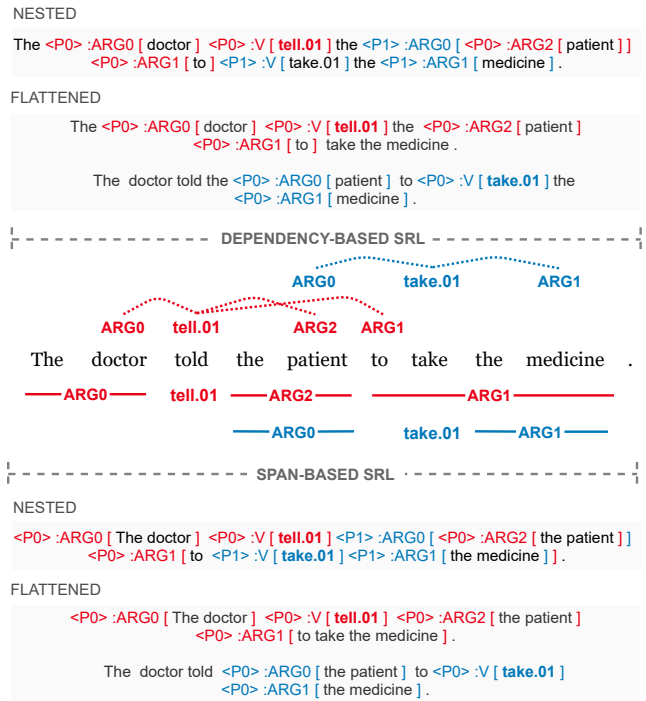 NESTED
The <P0> :ARG0 [ doctor ] <P0> :V [ tell.01 ] the <P1> :ARG0 [ <P0> :ARG2 [ patient ] ]
<P0> :ARG1 [ to ] <P1> :V [ take.01 ] the <P1> :ARG1 [ medicine ] .
FLATTENED
The <P0> :ARG0 [ doctor ] <P0> :V [ tell.01 ] the <P0> :ARG2 [ patient ]
<P0> :ARG1 [ to ] take the medicine .
The doctor told the <P0> :ARG0 [ patient ] to <P0> :V [ take.01 ] the
<P0> :ARG1 [ medicine ] .
DEPENDENCY-BASED SRL
ARG0 take.01 ARG1
ARG0 tell.01 ARG2 ARG1
The doctor told the patient to take the medicine .
ARG0 tell.01 ARG2 ARG1
ARG0 take.01 ARG1
SPAN-BASED SRL
NESTED
<P0> :ARG0 [ The doctor ] <P0> :V [ tell.01 ] <P1> :ARG0 [ <P0> :ARG2 [ the patient ] ]
<P0> :ARG1 [ to <P1> :V [ take.01 ] <P1> :ARG1 [ the medicine ] ] .
FLATTENED
<P0> :ARG0 [ The doctor ] <P0> :V [ tell.01 ] <P0> :ARG2 [ the patient ]
<P0> :ARG1 [ to take the medicine ] .
The doctor told <P0> :ARG0 [ the patient ] to <P0> :V [ take.01 ]
<P0> :ARG1 [ the medicine ] .